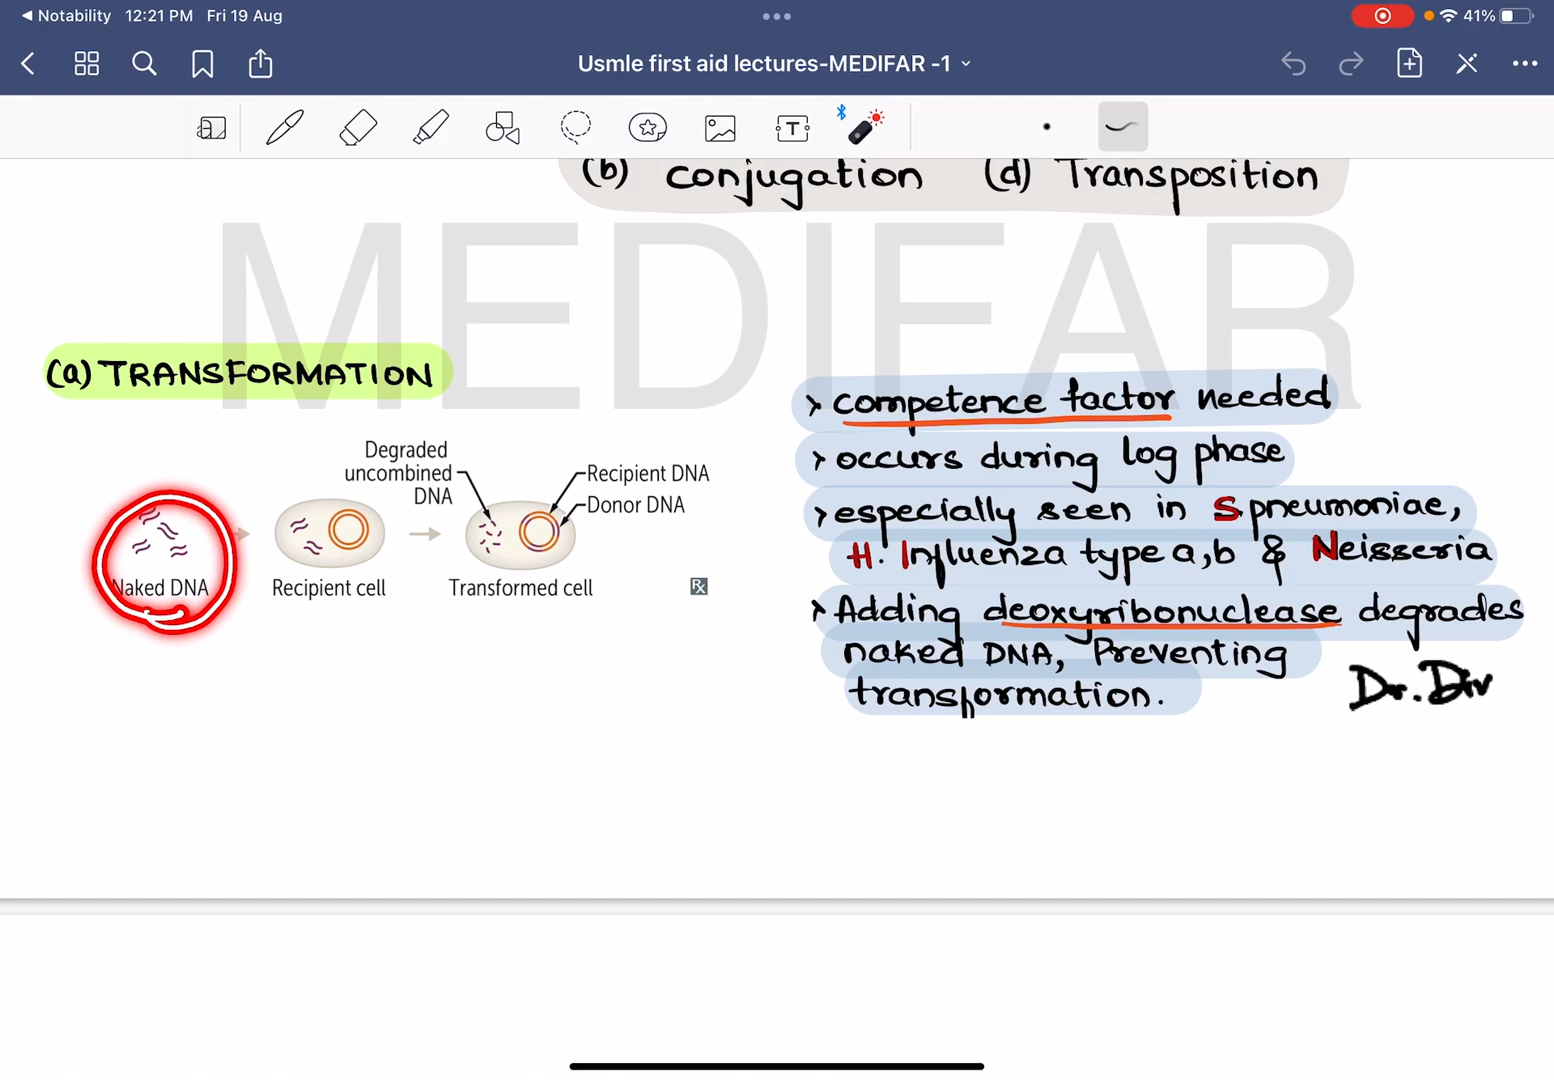 Notability 12:21 PM Fri 19 Aug
41%
Usmle first aid lectures-MEDIFAR -1
T
(b) conjugation (d) Transposition
MEDIFAR
(a) TRANSFORMATION
Degraded
uncombined
DNA
Recipient DNA
Donor DNA
Naked DNA
Recipient cell
Transformed cell
Rx
> competence factor needed
> occurs during log phase
> especially seen in S.pneumoniae,
H. Influenza type a,b & Neisseria
> Adding deoxyribonuclease degrades
naked DNA, Preventing
transformation.
Dr. Div